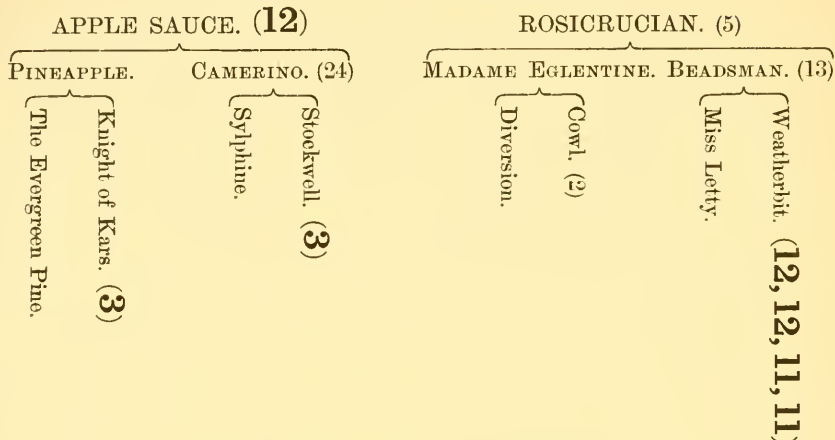 APPLE SAUCE. (12)
ROSICRUCIAN. (5)
PINEAPPLE.
CAMERINO. (24)
MADAME EGLENTINE.
BEADSMAN. (13)
Knight of Kars. (3)
The Evergreen Pine.
Stockwell. (3)
Sylphine.
Cowl. (2)
Diversion.
Weatherbit. (12, 12, 11, 11)
Miss Letty.